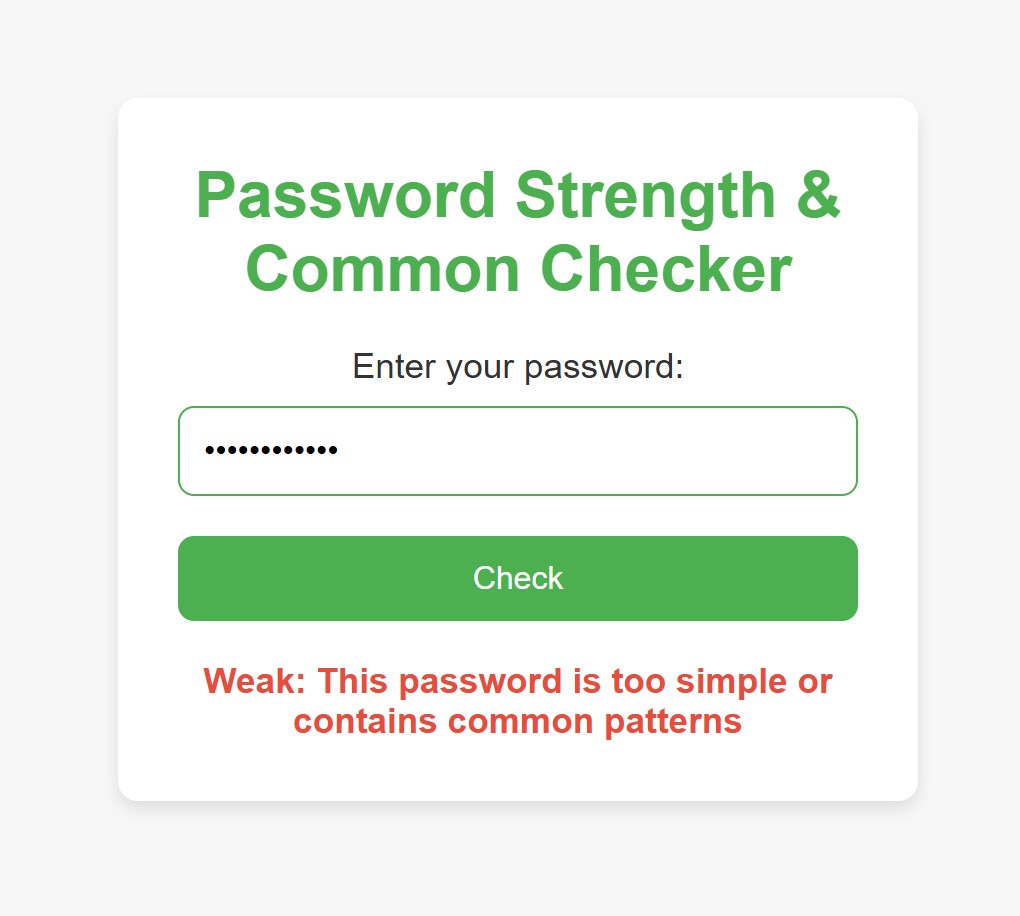 Password Strength &
Common Checker
Enter your password:
••••••••••••
Check
Weak: This password is too simple or
contains common patterns